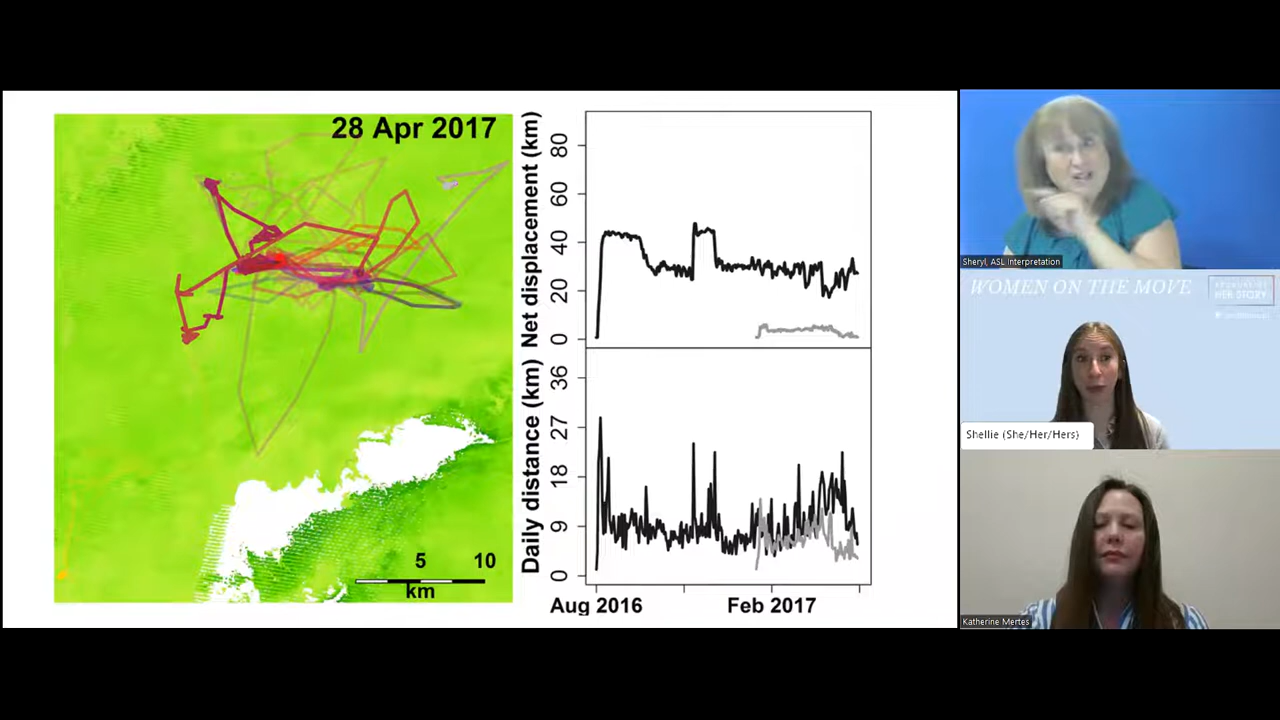 28 Apr 2017
5 10
km
Net displacement (km)
0 20 40 60 80
Daily distance (km)
0 9 18 27 36
Aug 2016 Feb 2017
Sheryl, ASL Interpretation
WOMEN ON THE MOVE
HER STORY
Shellie (She/Her/Hers)
Katherine Mertes